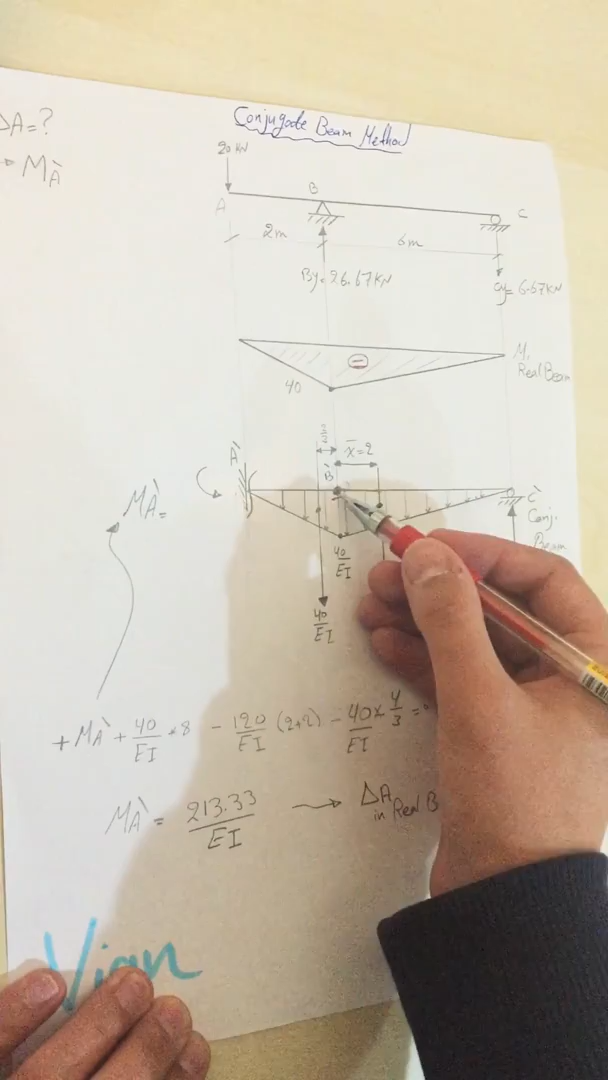 Conjugate Beam Method
ΔA=?
→ MÀ
20 KN
A
B
C
2m
6m
By=26.67KN
Cy=6.67KN
40
⊖
M,
Real Beam
x̄=2
À
B̀
C̀
Conj.
Beam
MÀ=
40/EI
40/EI
+MÀ + 40/EI *8 - 120/EI (2+2) - 40/EI × 4/3 =0
MÀ = 213.33/EI → ΔA
in Real B
Vian